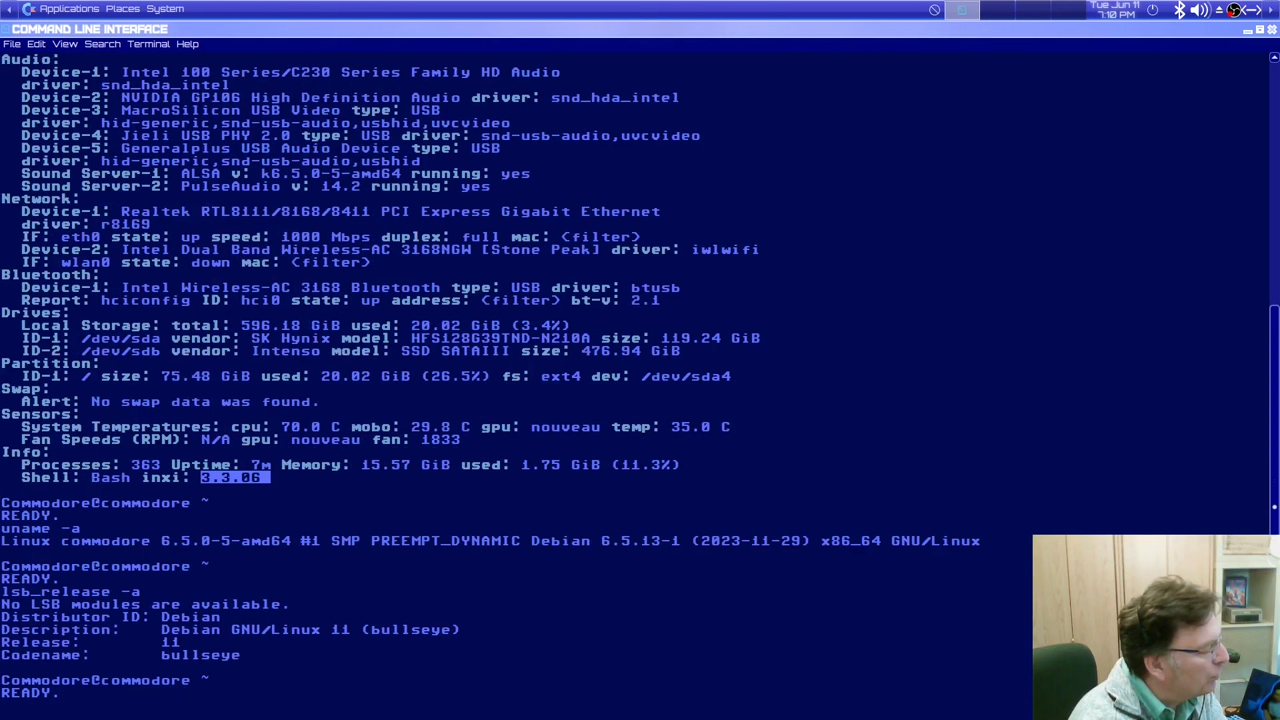 Applications Places System
Tue Jun 11
7:10 PM
COMMAND LINE INTERFACE
File Edit View Search Terminal Help
Audio:
Device-1: Intel 100 Series/C230 Series Family HD Audio
driver: snd_hda_intel
Device-2: NVIDIA GP106 High Definition Audio driver: snd_hda_intel
Device-3: MacroSilicon USB Video type: USB
driver: hid-generic,snd-usb-audio,usbhid,uvcvideo
Device-4: Jieli USB PHY 2.0 type: USB driver: snd-usb-audio,uvcvideo
Device-5: Generalplus USB Audio Device type: USB
driver: hid-generic,snd-usb-audio,usbhid
Sound Server-1: ALSA v: k6.5.0-5-amd64 running: yes
Sound Server-2: PulseAudio v: 14.2 running: yes
Network:
Device-1: Realtek RTL8111/8168/8411 PCI Express Gigabit Ethernet
driver: r8169
IF: eth0 state: up speed: 1000 Mbps duplex: full mac: <filter>
Device-2: Intel Dual Band Wireless-AC 3168NGW [Stone Peak] driver: iwlwifi
IF: wlan0 state: down mac: <filter>
Bluetooth:
Device-1: Intel Wireless-AC 3168 Bluetooth type: USB driver: btusb
Report: hciconfig ID: hci0 state: up address: <filter> bt-v: 2.1
Drives:
Local Storage: total: 596.18 GiB used: 20.02 GiB (3.4%)
ID-1: /dev/sda vendor: SK Hynix model: HFS128G39TND-N210A size: 119.24 GiB
ID-2: /dev/sdb vendor: Intenso model: SSD SATAIII size: 476.94 GiB
Partition:
ID-1: / size: 75.48 GiB used: 20.02 GiB (26.5%) fs: ext4 dev: /dev/sda4
Swap:
Alert: No swap data was found.
Sensors:
System Temperatures: cpu: 70.0 C mobo: 29.8 C gpu: nouveau temp: 35.0 C
Fan Speeds (RPM): N/A gpu: nouveau fan: 1833
Info:
Processes: 363 Uptime: 7m Memory: 15.57 GiB used: 1.75 GiB (11.3%)
Shell: Bash inxi: 3.3.06
Commodore@commodore ~
READY.
uname -a
Linux commodore 6.5.0-5-amd64 #1 SMP PREEMPT_DYNAMIC Debian 6.5.13-1 (2023-11-29) x86_64 GNU/Linux
Commodore@commodore ~
READY.
lsb_release -a
No LSB modules are available.
Distributor ID: Debian
Description: Debian GNU/Linux 11 (bullseye)
Release: 11
Codename: bullseye
Commodore@commodore ~
READY.